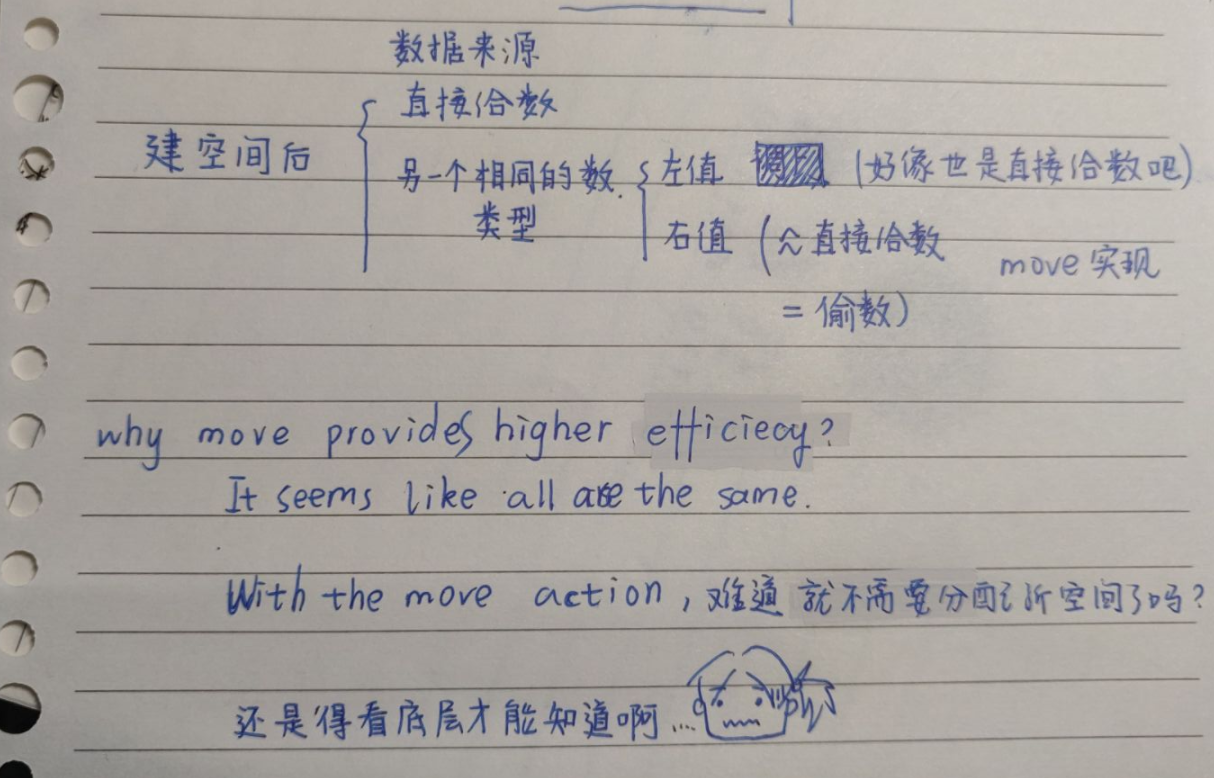 数据来源
直接给数
建空间后
另一个相同的数
类型
左值 (好像也是直接给数吧)
右值 (≈直接给数
move 实现
= 偷数)
why move provides higher efficiecy?
It seems like all are the same.
With the move action, 难道就不需要分配新空间了吗?
还是得看底层才能知道啊...